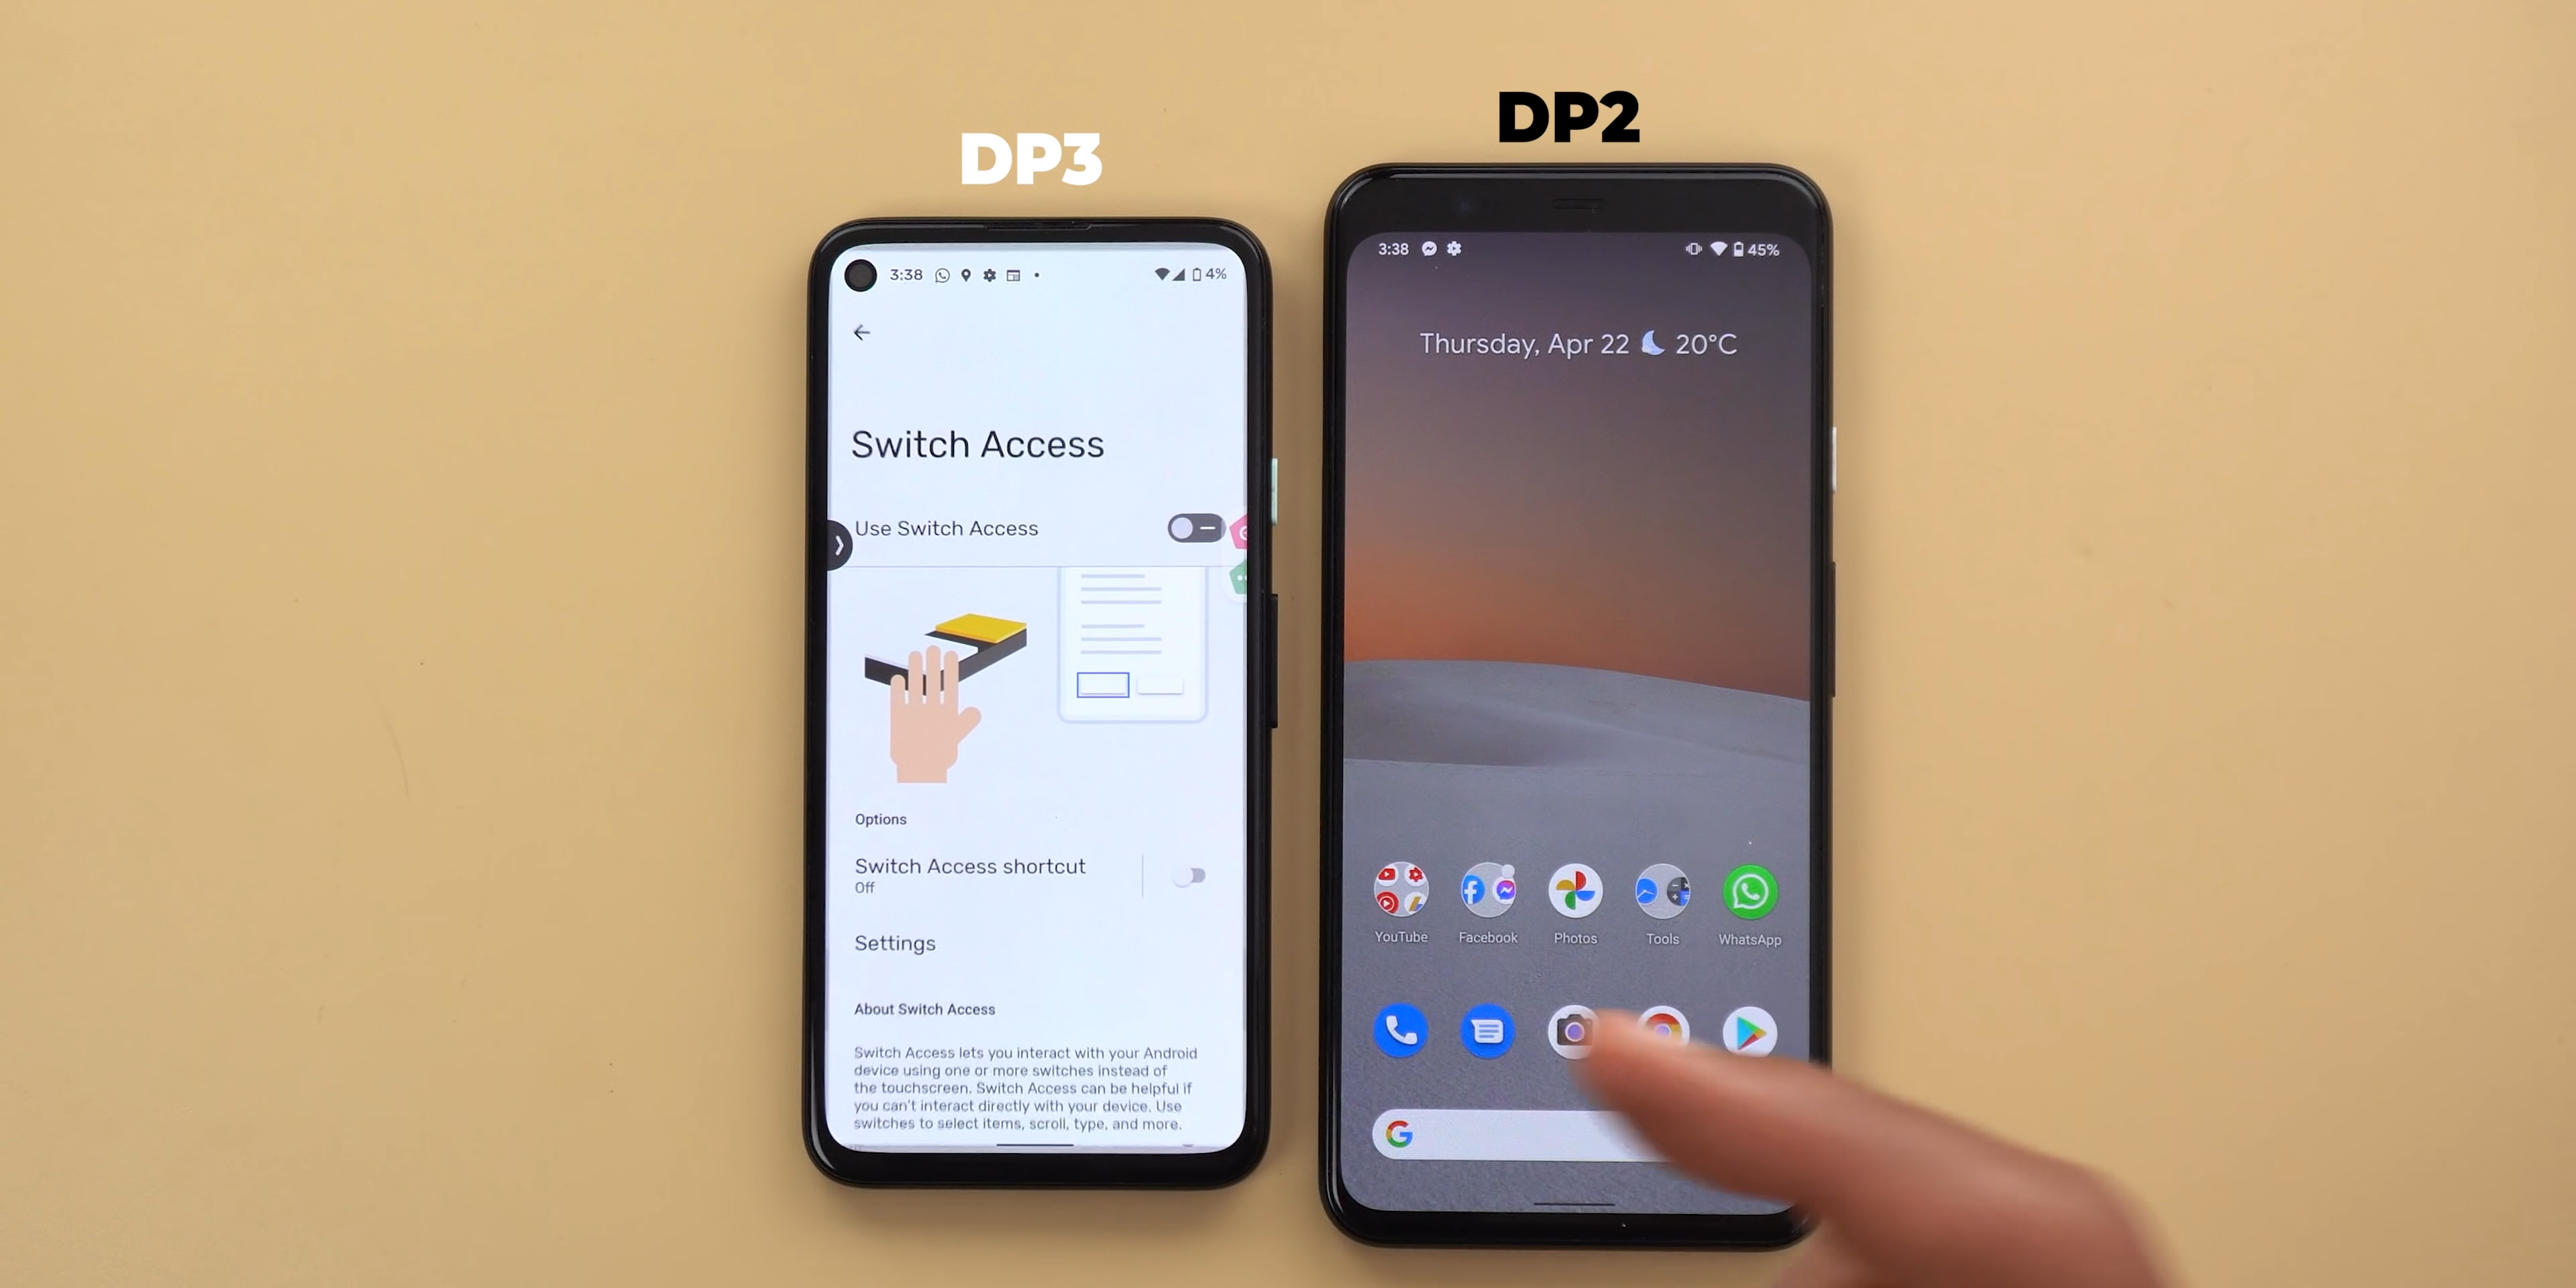 DP3
DP2
3:38
4%
Switch Access
Use Switch Access
Options
Switch Access shortcut
Off
Settings
About Switch Access
Switch Access lets you interact with your Android
device using one or more switches instead of
the touchscreen. Switch Access can be helpful if
you can't interact directly with your device. Use
switches to select items, scroll, type, and more.
3:38
45%
Thursday, Apr 22 20°C
YouTube
Facebook
Photos
Tools
WhatsApp